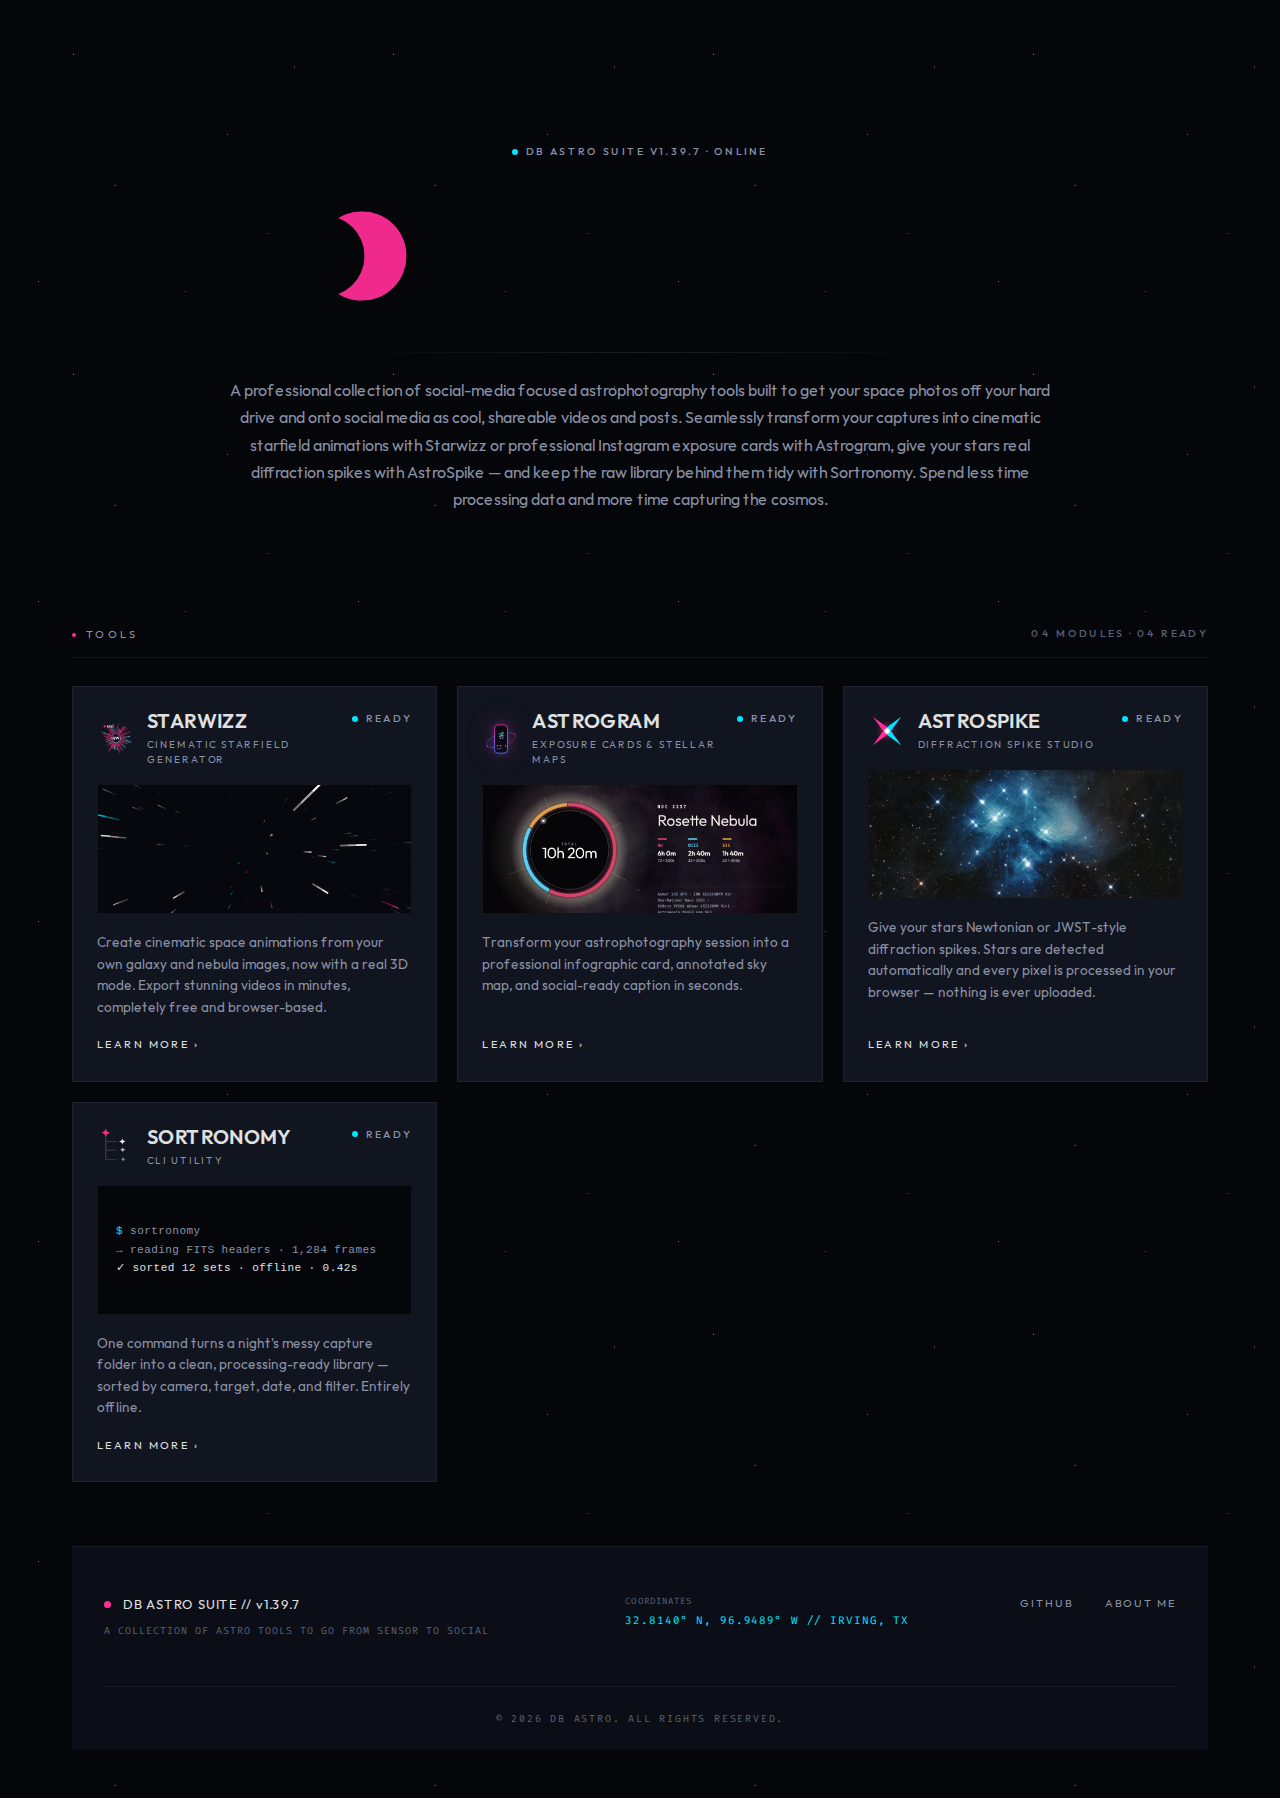 DB ASTRO SUITE V1.39.7 · ONLINE
A professional collection of social-media focused astrophotography tools built to get your space photos off your hard
drive and onto social media as cool, shareable videos and posts. Seamlessly transform your captures into cinematic
starfield animations with Starwizz or professional Instagram exposure cards with Astrogram, give your stars real
diffraction spikes with AstroSpike — and keep the raw library behind them tidy with Sortronomy. Spend less time
processing data and more time capturing the cosmos.
TOOLS
04 MODULES · 04 READY
STARWIZZ
READY
CINEMATIC STARFIELD
GENERATOR
Create cinematic space animations from your
own galaxy and nebula images, now with a real 3D
mode. Export stunning videos in minutes,
completely free and browser-based.
LEARN MORE ›
ASTROGRAM
READY
EXPOSURE CARDS & STELLAR
MAPS
TOTAL
10h 20m
NGC 2237
Rosette Nebula
6h 0m
2h 40m
1h 40m
Transform your astrophotography session into a
professional infographic card, annotated sky
map, and social-ready caption in seconds.
LEARN MORE ›
ASTROSPIKE
READY
DIFFRACTION SPIKE STUDIO
Give your stars Newtonian or JWST-style
diffraction spikes. Stars are detected
automatically and every pixel is processed in your
browser — nothing is ever uploaded.
LEARN MORE ›
SORTRONOMY
READY
CLI UTILITY
$ sortronomy
→ reading FITS headers · 1,284 frames
✓ sorted 12 sets · offline · 0.42s
One command turns a night's messy capture
folder into a clean, processing-ready library —
sorted by camera, target, date, and filter. Entirely
offline.
LEARN MORE ›
DB ASTRO SUITE // v1.39.7
A COLLECTION OF ASTRO TOOLS TO GO FROM SENSOR TO SOCIAL
COORDINATES
32.8140° N, 96.9489° W // IRVING, TX
GITHUB
ABOUT ME
© 2026 DB ASTRO. ALL RIGHTS RESERVED.